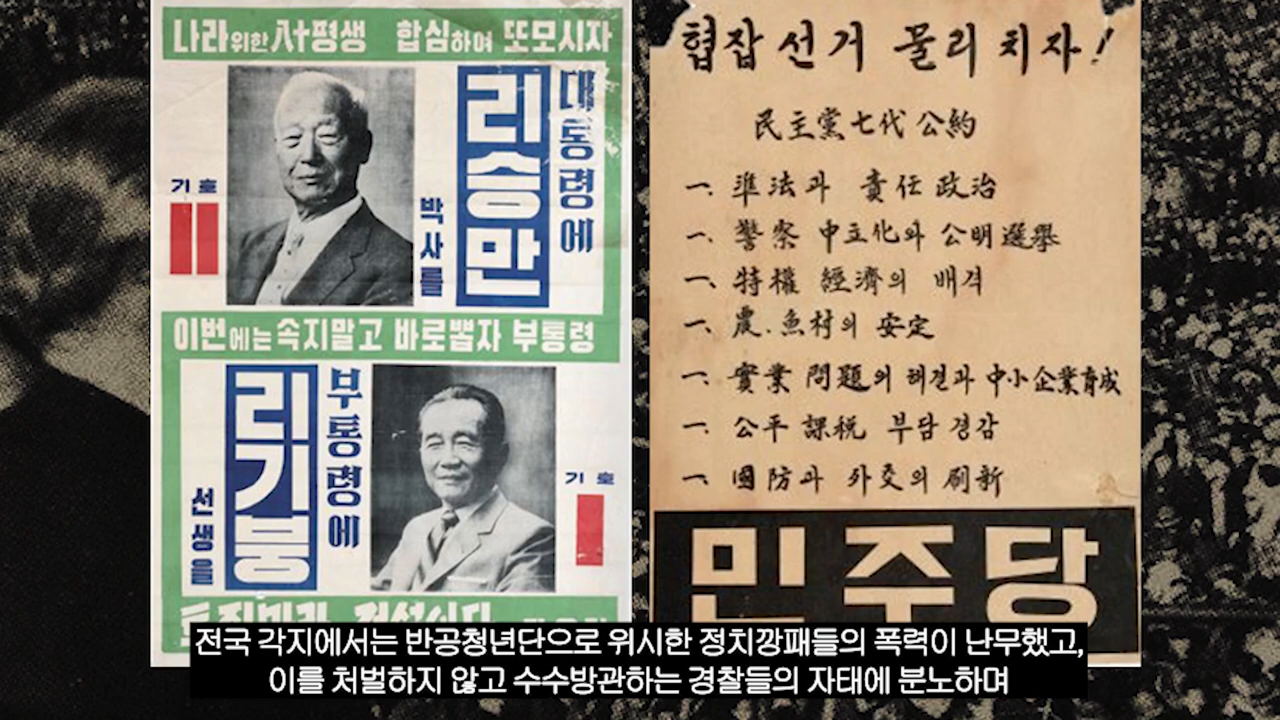 나라위한 八十평생 합심하여 또모시자
대통령에
리승만
박사를
기호
II
이번에는 속지말고 바로뽑자 부통령
부통령에
리기붕
선생을
기호
I
협잡 선거 물리치자!
民主黨七代公約
一. 準法과 責任政治
一. 警察 中立化와 公明選擧
一. 特權 經濟의 배격
一. 農.魚村의 安定
一. 實業 問題의 해결과 中小企業育成
一. 公平 課税 부담경감
一. 國防과 外交의 刷新
민주당
전국 각지에서는 반공청년단으로 위시한 정치깡패들의 폭력이 난무했고,
이를 처벌하지 않고 수수방관하는 경찰들의 자태에 분노하며